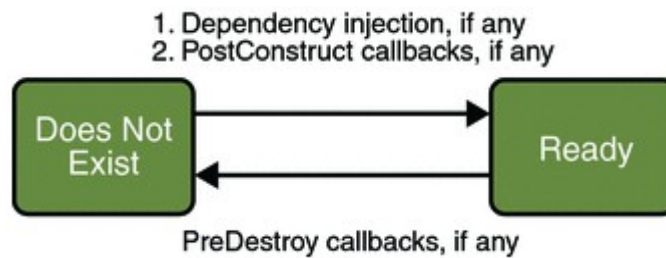 1. Dependency injection, if any
2. PostConstruct callbacks, if any
Does Not
Exist
Ready
PreDestroy callbacks, if any